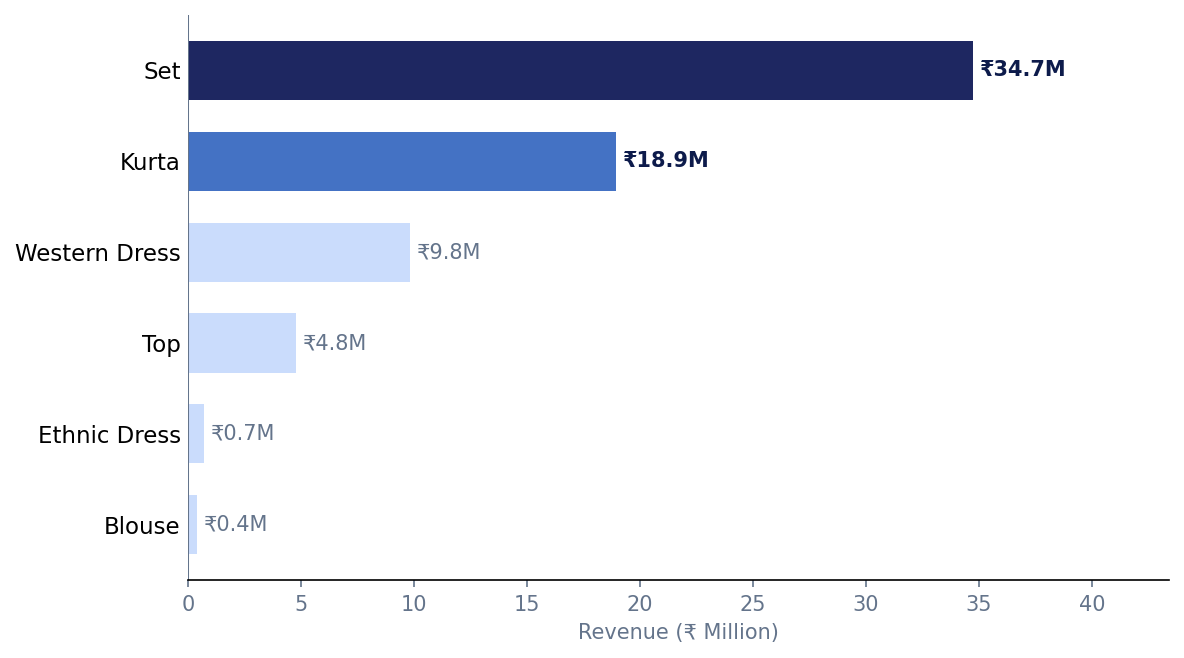 Set ₹34.7M
Kurta ₹18.9M
Western Dress ₹9.8M
Top ₹4.8M
Ethnic Dress ₹0.7M
Blouse ₹0.4M
0 5 10 15 20 25 30 35 40
Revenue (₹ Million)